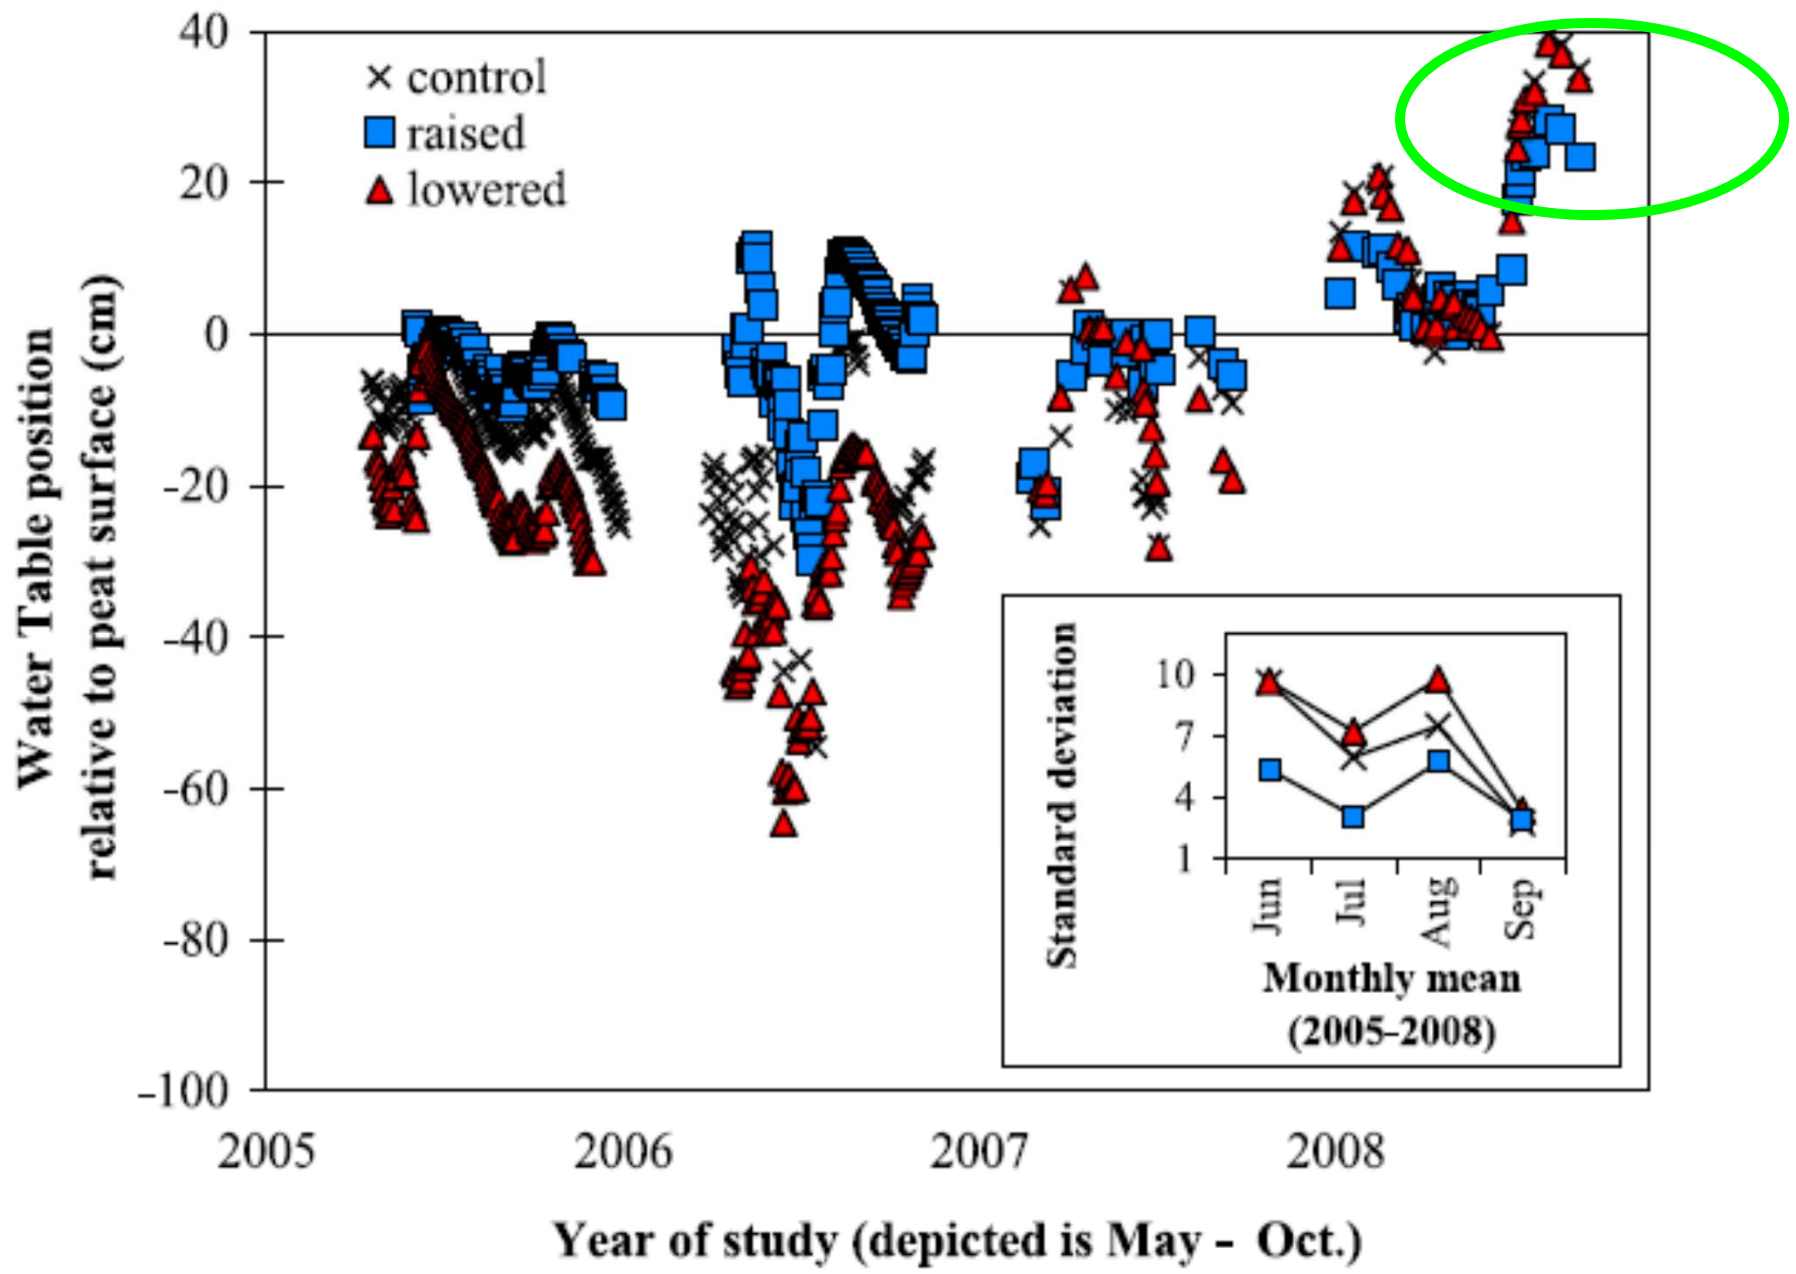 40
20
0
-20
-40
-60
-80
-100
Water Table position
relative to peat surface (cm)
× control
raised
lowered
2005
2006
2007
2008
Year of study (depicted is May - Oct.)
Standard deviation
10
7
4
1
Jun
Jul
Aug
Sep
Monthly mean
(2005-2008)